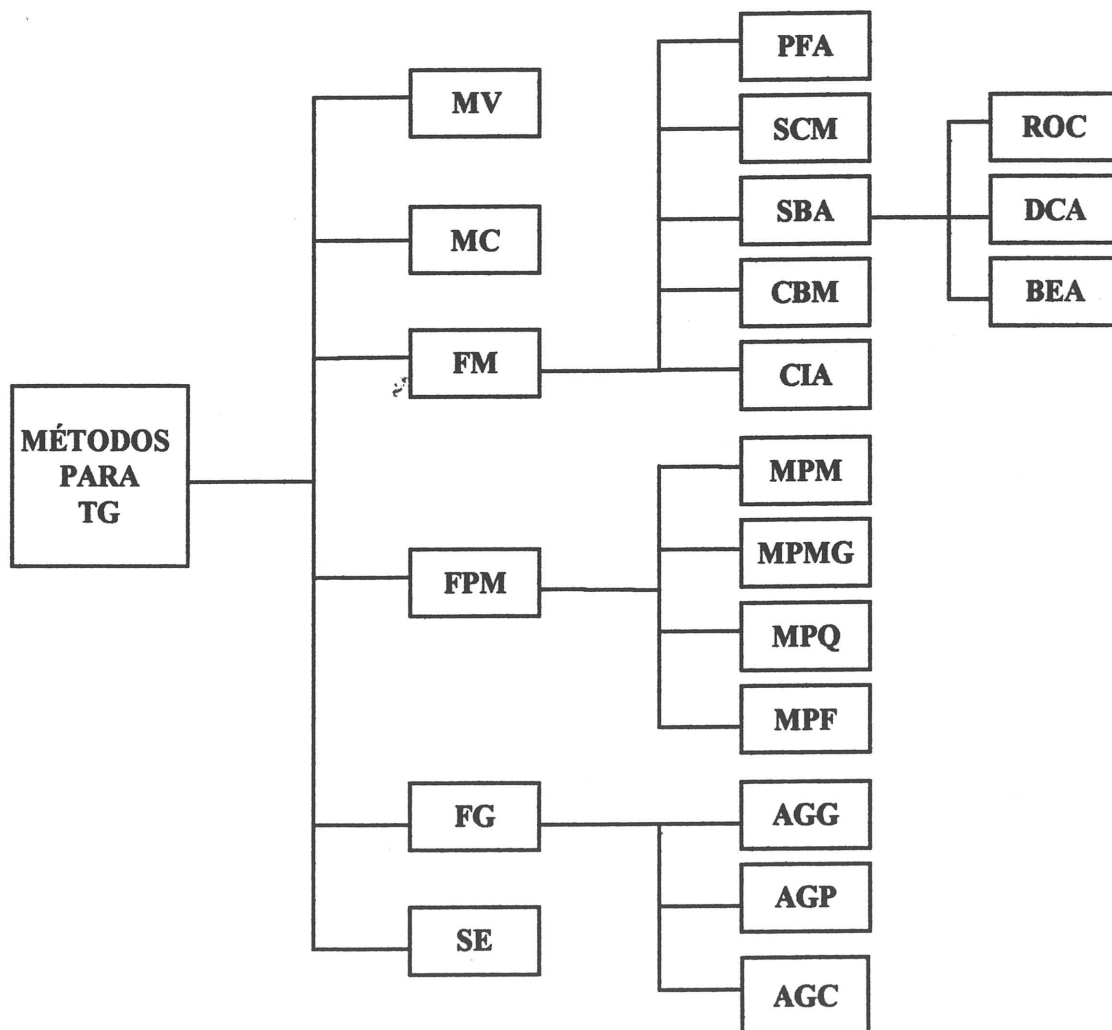 MÉTODOS
PARA
TG
MV
MC
FM
FPM
FG
SE
PFA
SCM
SBA
CBM
CIA
MPM
MPMG
MPQ
MPF
AGG
AGP
AGC
ROC
DCA
BEA